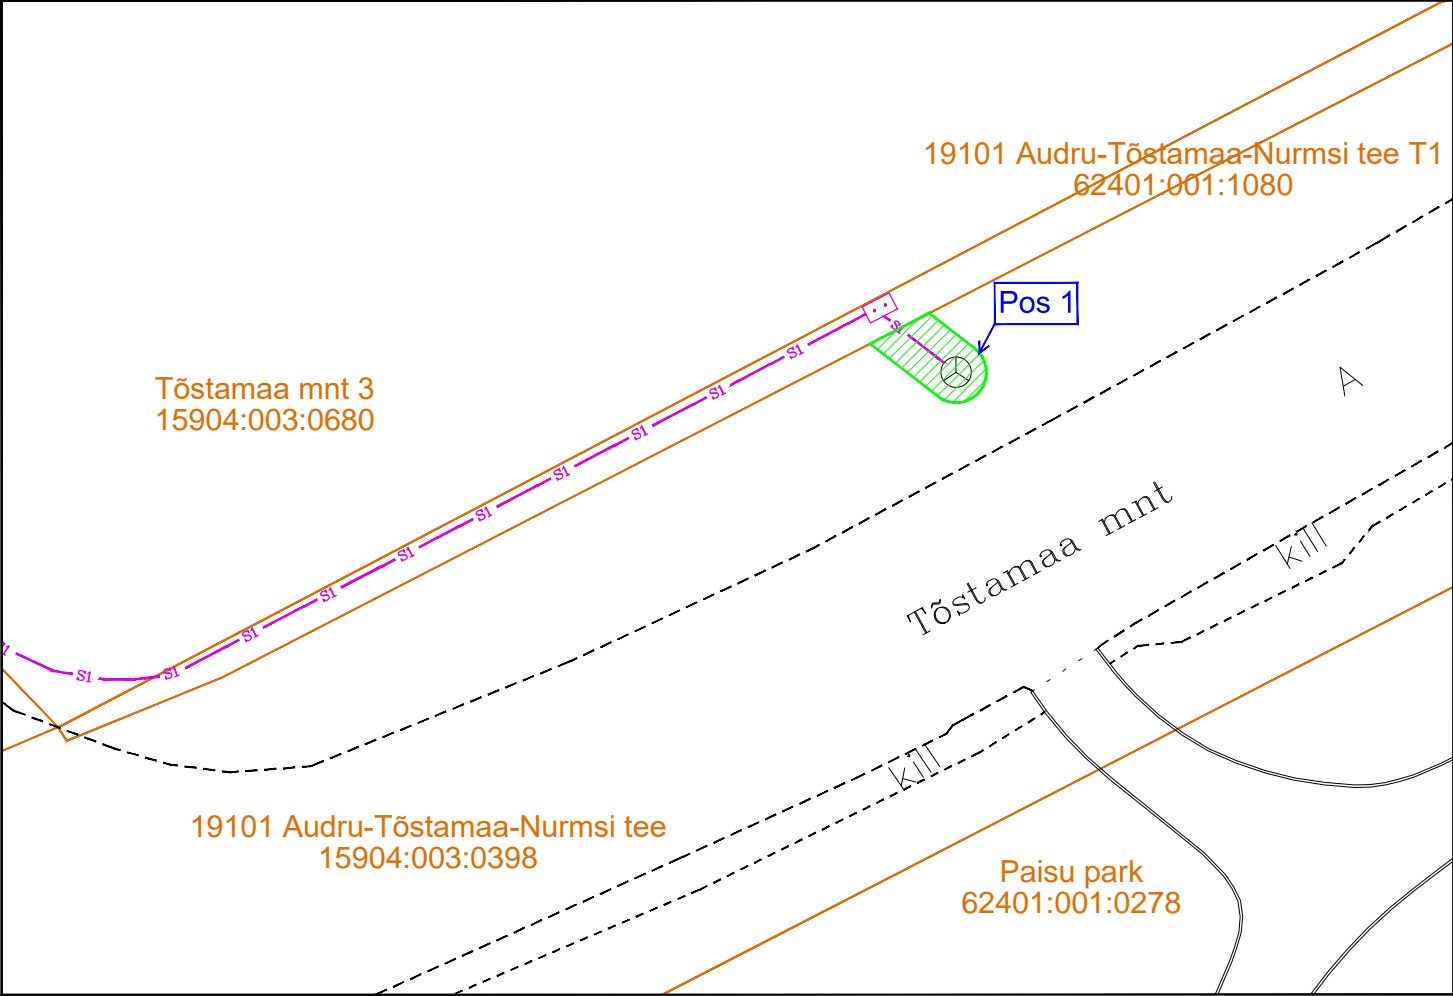 19101 Audru-Tõstamaa-Nurmsi tee T1
62401:001:1080
Pos 1
Tõstamaa mnt 3
15904:003:0680
A
S1
S1
S1
S1
S1
S1
S1
S1
S1
S1
S1
Tõstamaa mnt
kill
kill
19101 Audru-Tõstamaa-Nurmsi tee
15904:003:0398
Paisu park
62401:001:0278